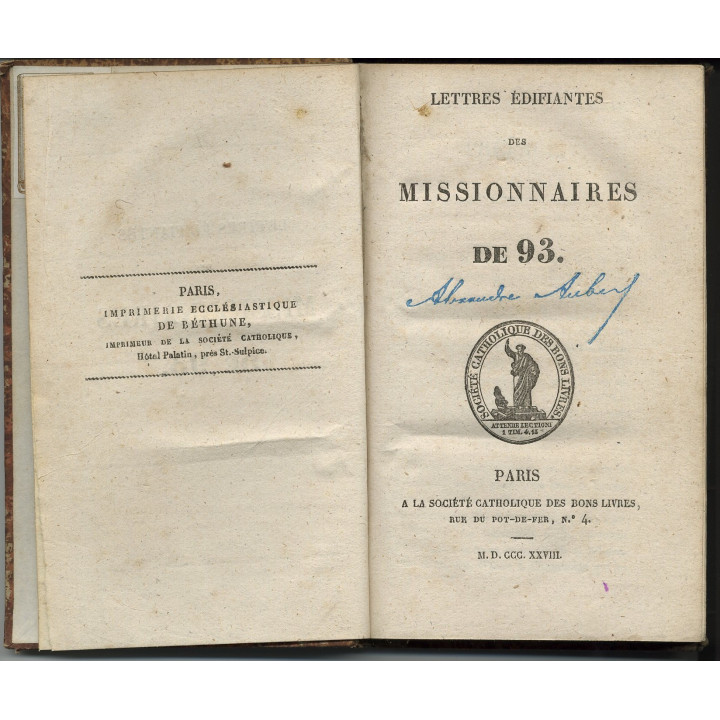 PARIS,
IMPRIMERIE ECCLÉSIASTIQUE
DE BÉTHUNE,
IMPRIMEUR DE LA SOCIÉTÉ CATHOLIQUE,
Hôtel Palatin, près St.-Sulpice.
LETTRES ÉDIFIANTES
DES
MISSIONNAIRES
DE 93.
Alexandre Aubert
SOCIÉTÉ CATHOLIQUE DES BONS LIVRES.
ATTENDE LECTIONI
I TIM. 4. 13
PARIS
A LA SOCIÉTÉ CATHOLIQUE DES BONS LIVRES,
RUE DU POT-DE-FER, N.º 4.
M. D. CCC. XXVIII.